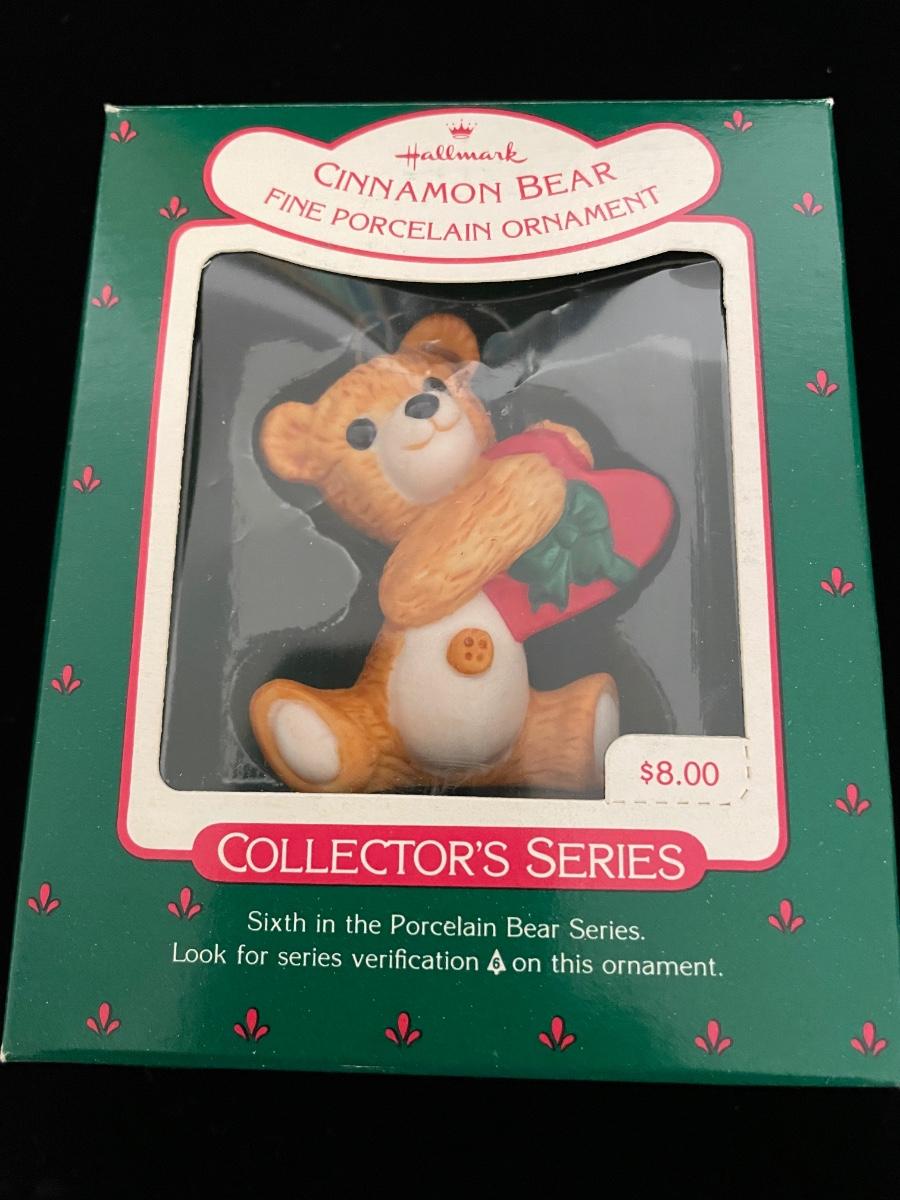 Hallmark
CINNAMON BEAR
FINE PORCELAIN ORNAMENT
$8.00
COLLECTOR'S SERIES
Sixth in the Porcelain Bear Series.
Look for series verification 6 on this ornament.